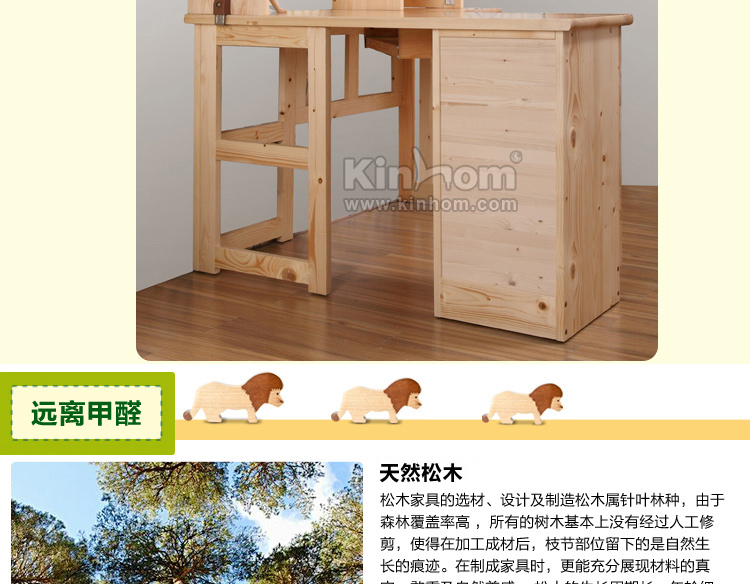 Kinhom
www.kinhom.com
远离甲醛
天然松木
松木家具的选材、设计及制造松木属针叶林种，由于
森林覆盖率高 ，所有的树木基本上没有经过人工修
剪，使得在加工成材后，枝节部位留下的是自然生
长的痕迹。在制成家具时，更能充分展现材料的真